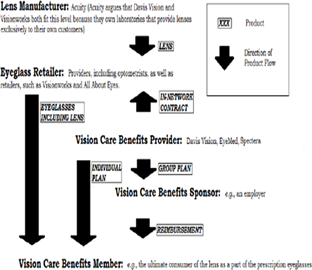 Lens Manufacturer: Acuity (Acuity argues that Davis Vision and
Visionworks both fit this level because they own laboratories that provide lenses
exclusively to their own customers)
XXX
Product
LENS
Direction of
Product Flow
Eyeglass Retailer: Providers, including optometrists, as well as
retailers, such as Visionworks and All About Eyes.
EYEGLASSES
INCLUDING LENS
IN-NETWORK
CONTRACT
Vision Care Benefits Provider: Davis Vision, EyeMed, Spectera
INDIVIDUAL
PLAN
GROUP PLAN
Vision Care Benefits Sponsor: e.g., an employer
REIMBURSEMENT
Vision Care Benefits Member: e.g., the ultimate consumer of the lens as a part of the prescription eyeglasses